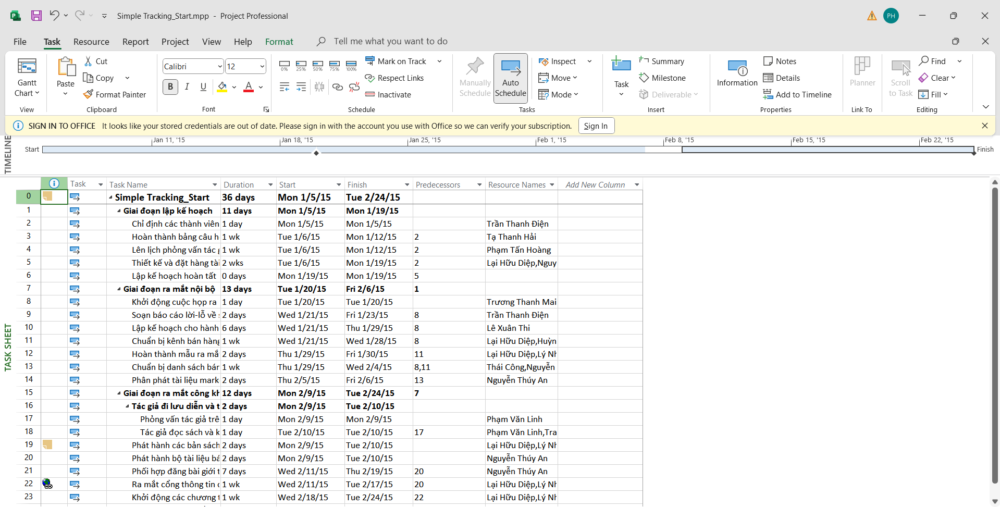 Simple Tracking_Start.mpp - Project Professional
PH
File Task Resource Report Project View Help Format Tell me what you want to do
Gantt Chart
View
Paste
Cut
Copy
Format Painter
Clipboard
Calibri 12
B I U A
Font
0% 25% 50% 75% 100%
Mark on Track
Respect Links
Inactivate
Schedule
Manually Schedule
Auto Schedule
Inspect
Move
Mode
Tasks
Task
Summary
Milestone
Deliverable
Insert
Information
Notes
Details
Add to Timeline
Properties
Planner
Link To
Scroll to Task
Find
Clear
Fill
Editing
SIGN IN TO OFFICE It looks like your stored credentials are out of date. Please sign in with the account you use with Office so we can verify your subscription. Sign In
TIMELINE
Jan 11, '15 Jan 18, '15 Jan 25, '15 Feb 1, '15 Feb 8, '15 Feb 15, '15 Feb 22, '15
Start Finish
TASK SHEET
Task Task Name Duration Start Finish Predecessors Resource Names Add New Column
0 Simple Tracking_Start 36 days Mon 1/5/15 Tue 2/24/15
1 Giai đoạn lập kế hoạch 11 days Mon 1/5/15 Mon 1/19/15
2 Chỉ định các thành viên 1 day Mon 1/5/15 Mon 1/5/15 Trần Thanh Điện
3 Hoàn thành bảng câu h 1 wk Tue 1/6/15 Mon 1/12/15 2 Tạ Thanh Hải
4 Lên lịch phỏng vấn tác g 1 wk Tue 1/6/15 Mon 1/12/15 2 Phạm Tấn Hoàng
5 Thiết kế và đặt hàng tài 2 wks Tue 1/6/15 Mon 1/19/15 2 Lại Hữu Diệp,Nguy
6 Lập kế hoạch hoàn tất 0 days Mon 1/19/15 Mon 1/19/15 5
7 Giai đoạn ra mắt nội bộ 13 days Tue 1/20/15 Fri 2/6/15 1
8 Khởi động cuộc họp ra 1 day Tue 1/20/15 Tue 1/20/15 Trương Thanh Mai
9 Soạn báo cáo lời-lỗ về 2 days Wed 1/21/15 Fri 1/23/15 8 Trần Thanh Điện
10 Lập kế hoạch cho hành 6 days Wed 1/21/15 Thu 1/29/15 8 Lê Xuân Thi
11 Chuẩn bị kênh bán hàng 1 wk Wed 1/21/15 Wed 1/28/15 8 Lại Hữu Diệp,Huỳn
12 Hoàn thành mẫu ra mắ 2 days Thu 1/29/15 Fri 1/30/15 11 Lại Hữu Diệp,Lý Nh
13 Chuẩn bị danh sách bán 1 wk Thu 1/29/15 Wed 2/4/15 8,11 Thái Công,Nguyễn
14 Phân phát tài liệu mark 2 days Thu 2/5/15 Fri 2/6/15 13 Nguyễn Thúy An
15 Giai đoạn ra mắt công kh 12 days Mon 2/9/15 Tue 2/24/15 7
16 Tác giả đi lưu diễn và t 2 days Mon 2/9/15 Tue 2/10/15
17 Phỏng vấn tác giả trê 1 day Mon 2/9/15 Mon 2/9/15 Phạm Văn Linh
18 Tác giả đọc sách và k 1 day Tue 2/10/15 Tue 2/10/15 17 Phạm Văn Linh,Tra
19 Phát hành các bản sách 2 days Mon 2/9/15 Tue 2/10/15 Lại Hữu Diệp,Lý Nh
20 Phát hành bộ tài liệu bá 2 days Mon 2/9/15 Tue 2/10/15 Nguyễn Thúy An
21 Phối hợp đăng bài giới t 7 days Wed 2/11/15 Thu 2/19/15 20 Nguyễn Thúy An
22 Ra mắt cổng thông tin 1 wk Wed 2/11/15 Tue 2/17/15 20 Lại Hữu Diệp,Lý Nh
23 Khởi động các chương t 1 wk Wed 2/18/15 Tue 2/24/15 22 Lại Hữu Diệp,Lý Nh